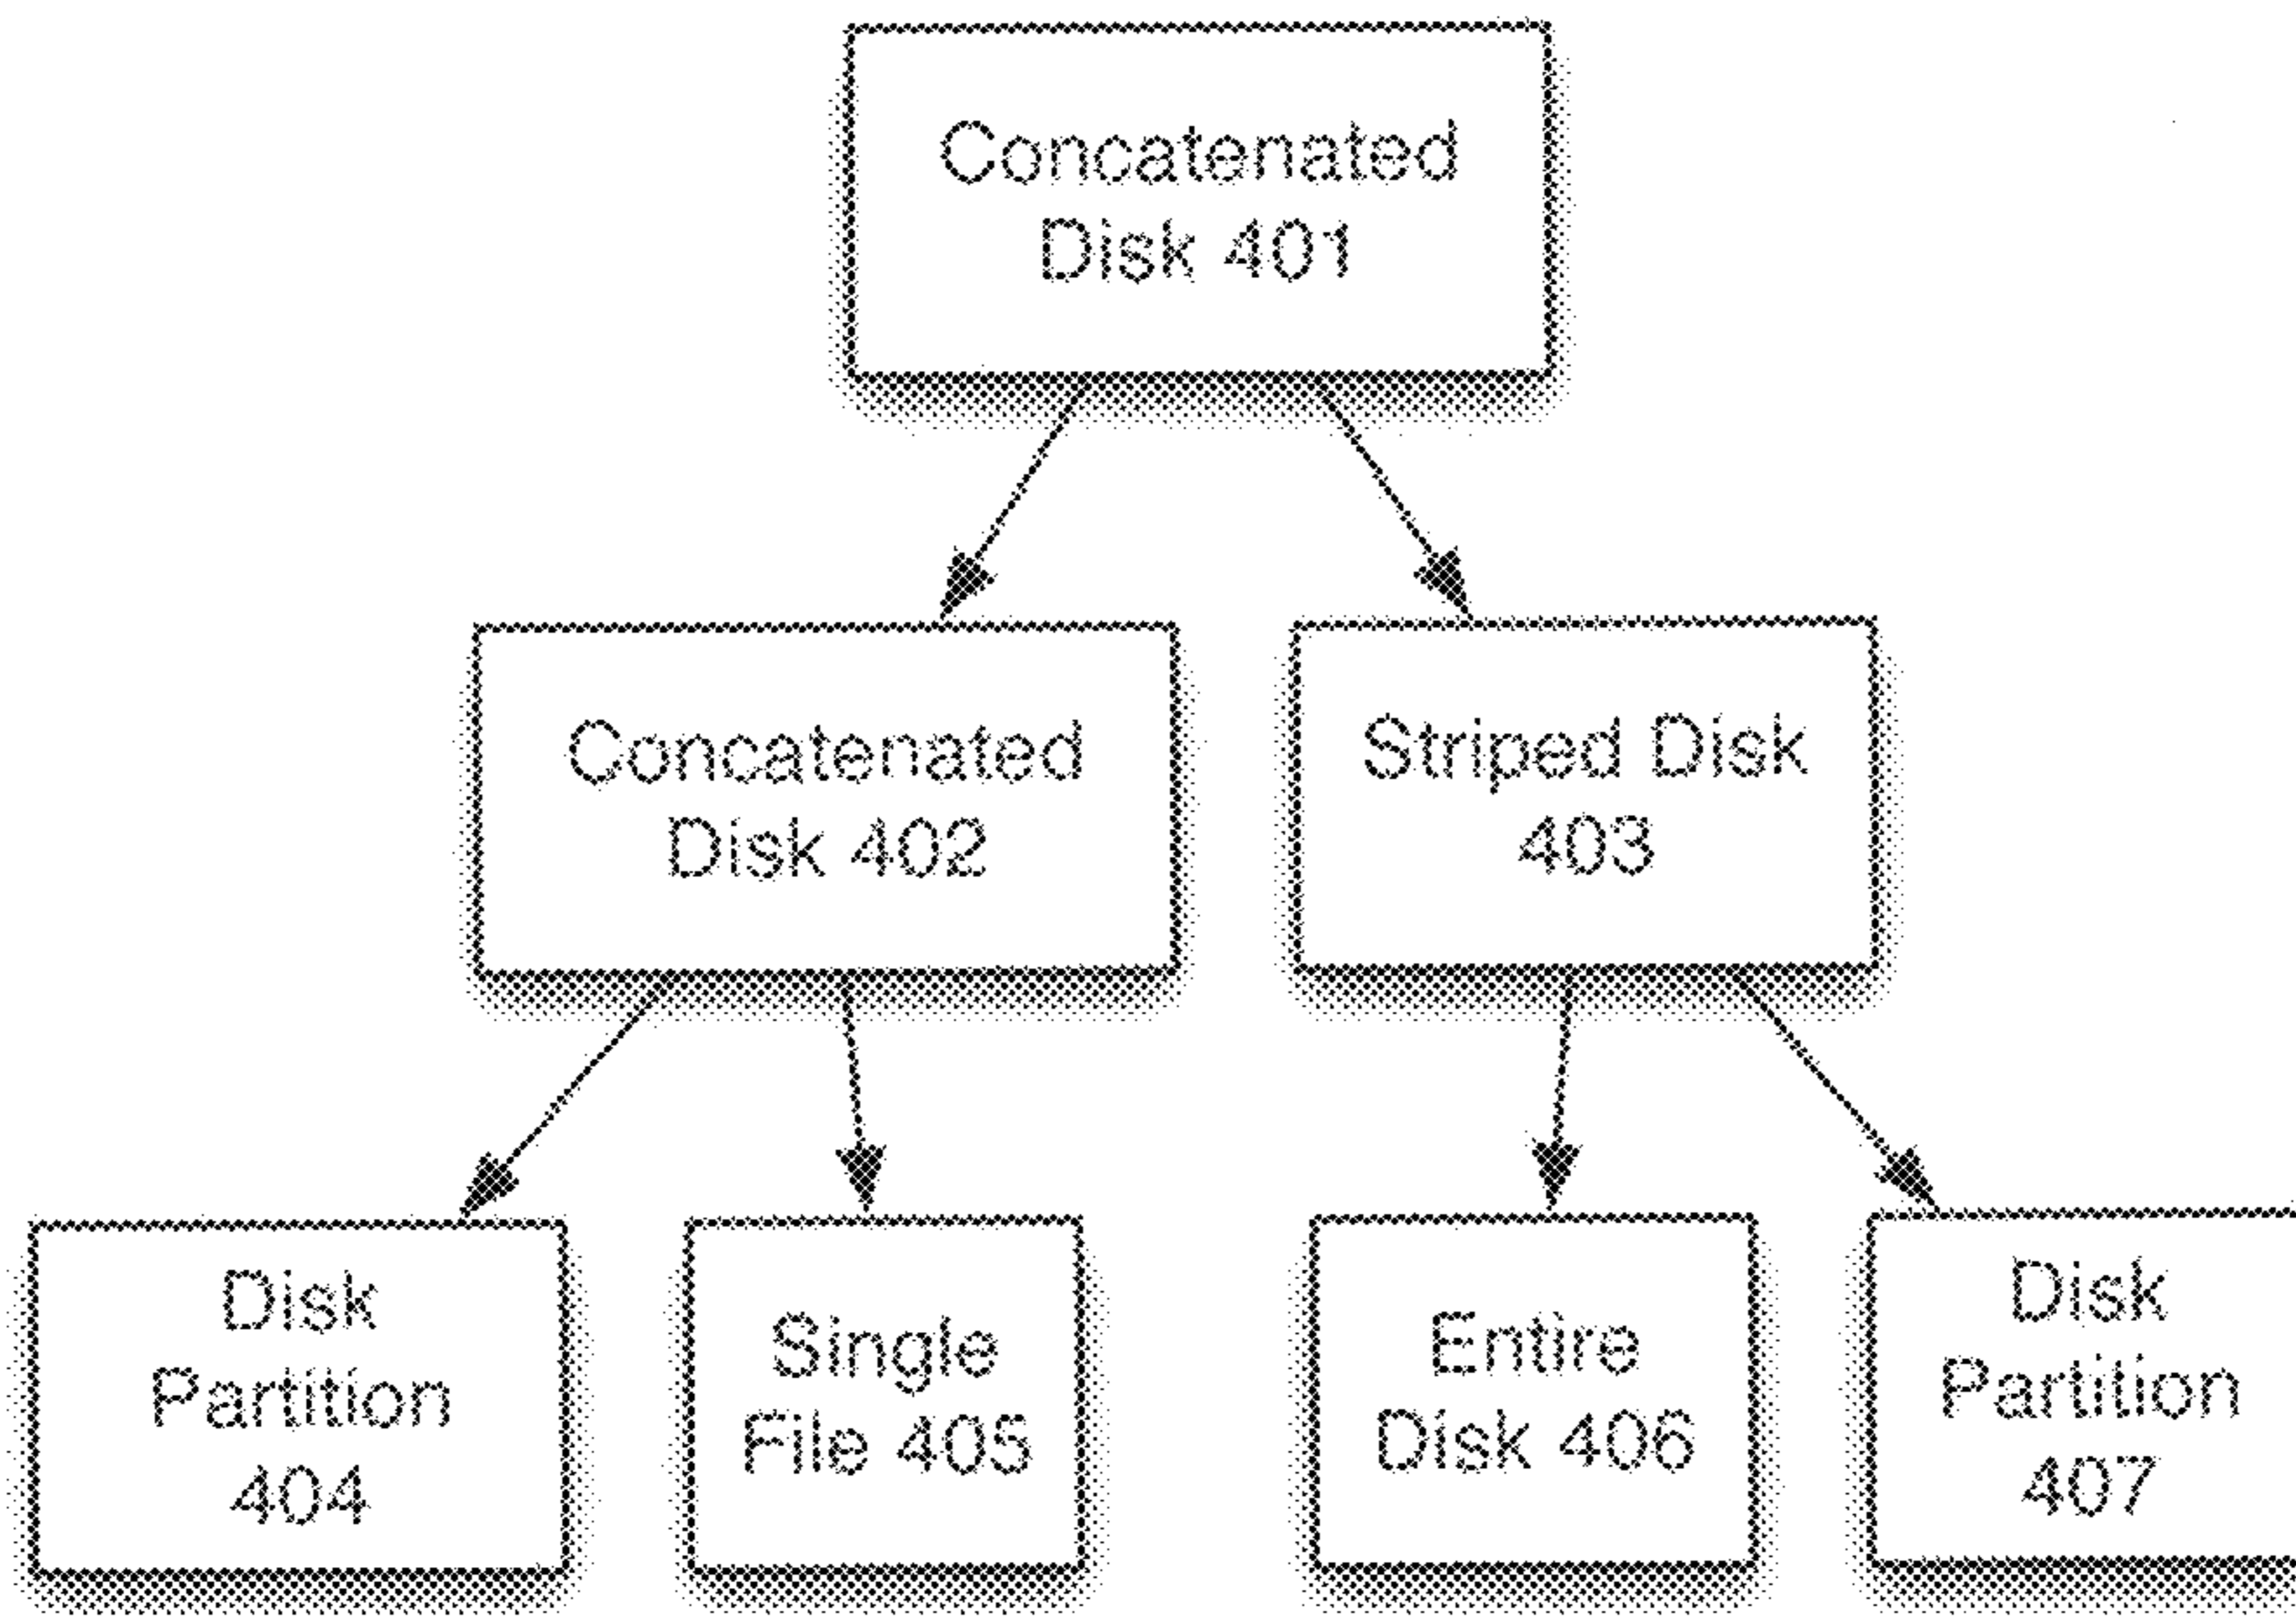 Concatenated
Disk 401
Concatenated
Disk 402
Striped Disk
403
Disk
Partition
404
Single
File 405
Entire
Disk 406
Disk
Partition
407